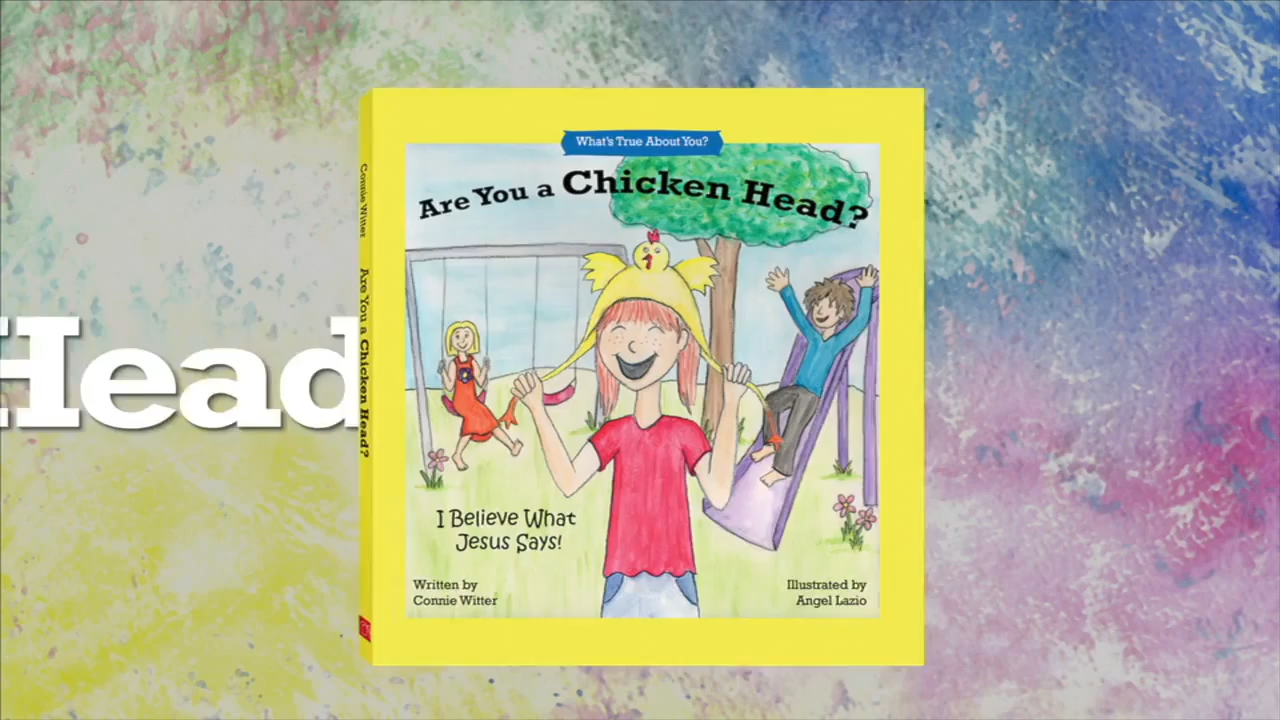 Head
Connie Witter
Are You a Chicken Head?
What's True About You?
Are You a Chicken Head?
I Believe What
Jesus Says!
Written by
Connie Witter
Illustrated by
Angel Lazio